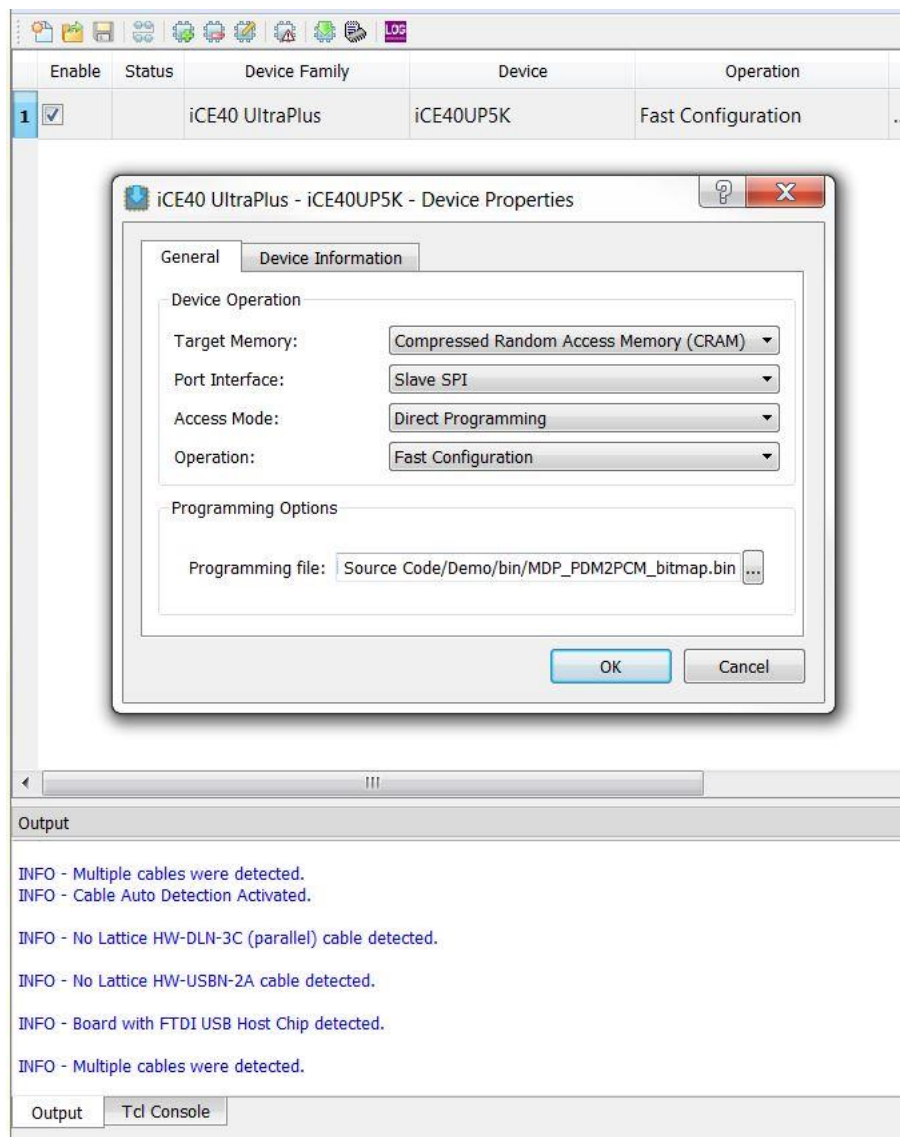 LOG
Enable Status Device Family Device Operation
1 iCE40 UltraPlus iCE40UP5K Fast Configuration ..
iCE40 UltraPlus - iCE40UP5K - Device Properties
General Device Information
Device Operation
Target Memory: Compressed Random Access Memory (CRAM)
Port Interface: Slave SPI
Access Mode: Direct Programming
Operation: Fast Configuration
Programming Options
Programming file: Source Code/Demo/bin/MDP_PDM2PCM_bitmap.bin ...
OK Cancel
Output
INFO - Multiple cables were detected.
INFO - Cable Auto Detection Activated.
INFO - No Lattice HW-DLN-3C (parallel) cable detected.
INFO - No Lattice HW-USBN-2A cable detected.
INFO - Board with FTDI USB Host Chip detected.
INFO - Multiple cables were detected.
Output Tcl Console